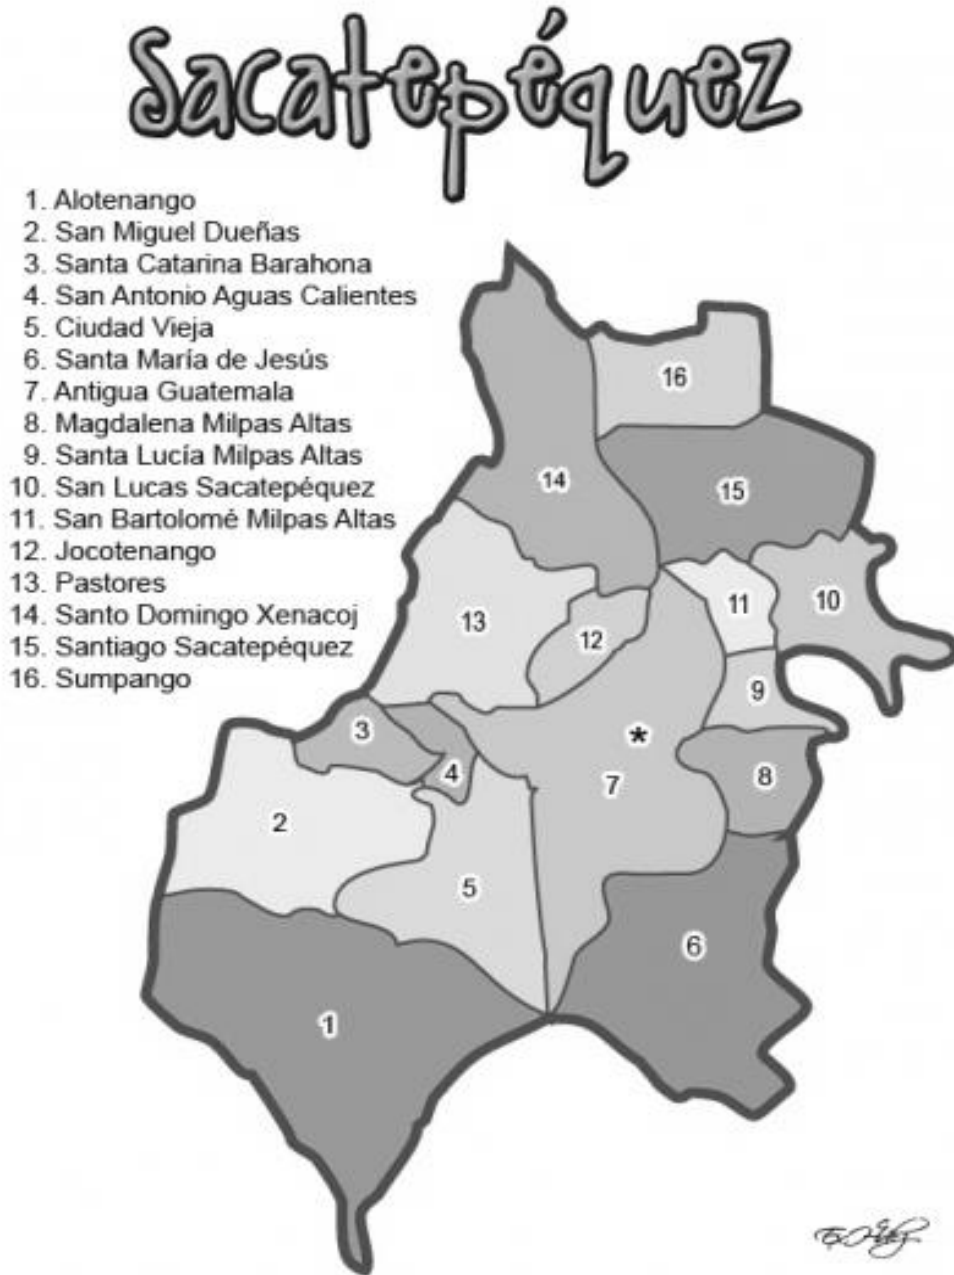 Sacatepéquez
1. Alotenango
2. San Miguel Dueñas
3. Santa Catarina Barahona
4. San Antonio Aguas Calientes
5. Ciudad Vieja
6. Santa María de Jesús
7. Antigua Guatemala
8. Magdalena Milpas Altas
9. Santa Lucía Milpas Altas
10. San Lucas Sacatepéquez
11. San Bartolomé Milpas Altas
12. Jocotenango
13. Pastores
14. Santo Domingo Xenacoj
15. Santiago Sacatepéquez
16. Sumpango
16
14
15
13
12
11
10
9
3
4
*
7
8
2
5
6
1